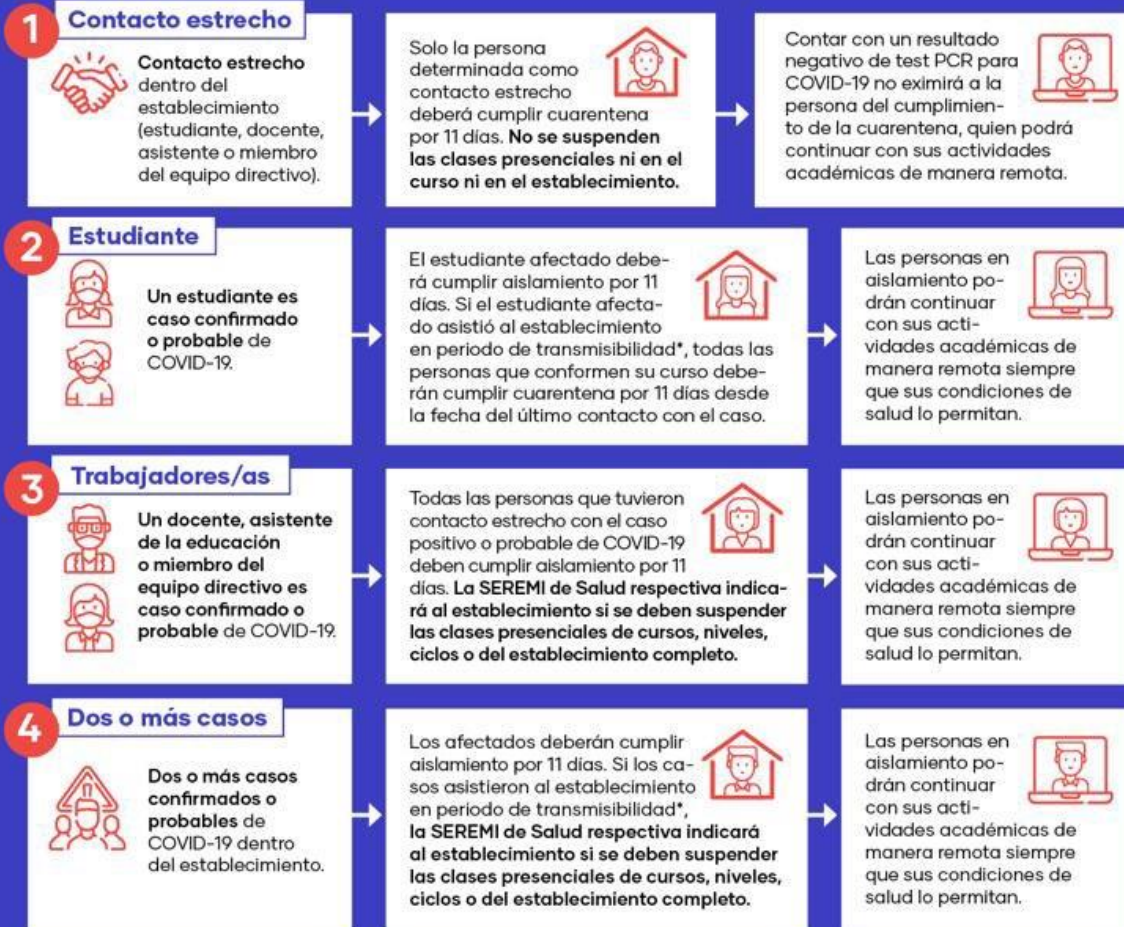 1
Contacto estrecho
Contacto estrecho
dentro del
establecimiento
(estudiante, docente,
asistente o miembro
del equipo directivo).
Solo la persona
determinada como
contacto estrecho
deberá cumplir cuarentena
por 11 días. No se suspenden
las clases presenciales ni en el
curso ni en el establecimiento.
Contar con un resultado
negativo de test PCR para
COVID-19 no eximirá a la
persona del cumplimien-
to de la cuarentena, quien podrá
continuar con sus actividades
académicas de manera remota.
2
Estudiante
Un estudiante es
caso confirmado
o probable de
COVID-19.
El estudiante afectado debe-
rá cumplir aislamiento por 11
días. Si el estudiante afecta-
do asistió al establecimiento
en periodo de transmisibilidad*, todas las
personas que conformen su curso debe-
rán cumplir cuarentena por 11 días desde
la fecha del último contacto con el caso.
Las personas en
aislamiento po-
drán continuar
con sus acti-
vidades académicas de
manera remota siempre
que sus condiciones de
salud lo permitan.
3
Trabajadores/as
Un docente, asistente
de la educación
o miembro del
equipo directivo es
caso confirmado o
probable de COVID-19.
Todas las personas que tuvieron
contacto estrecho con el caso
positivo o probable de COVID-19
deben cumplir aislamiento por 11
días. La SEREMI de Salud respectiva indica-
rá al establecimiento si se deben suspender
las clases presenciales de cursos, niveles,
ciclos o del establecimiento completo.
Las personas en
aislamiento po-
drán continuar
con sus acti-
vidades académicas de
manera remota siempre
que sus condiciones de
salud lo permitan.
4
Dos o más casos
Dos o más casos
confirmados o
probables de
COVID-19 dentro
del establecimiento.
Los afectados deberán cumplir
aislamiento por 11 días. Si los ca-
sos asistieron al establecimiento
en periodo de transmisibilidad*,
la SEREMI de Salud respectiva indicará
al establecimiento si se deben suspender
las clases presenciales de cursos, niveles,
ciclos o del establecimiento completo.
Las personas en
aislamiento po-
drán continuar
con sus acti-
vidades académicas de
manera remota siempre
que sus condiciones de
salud lo permitan.